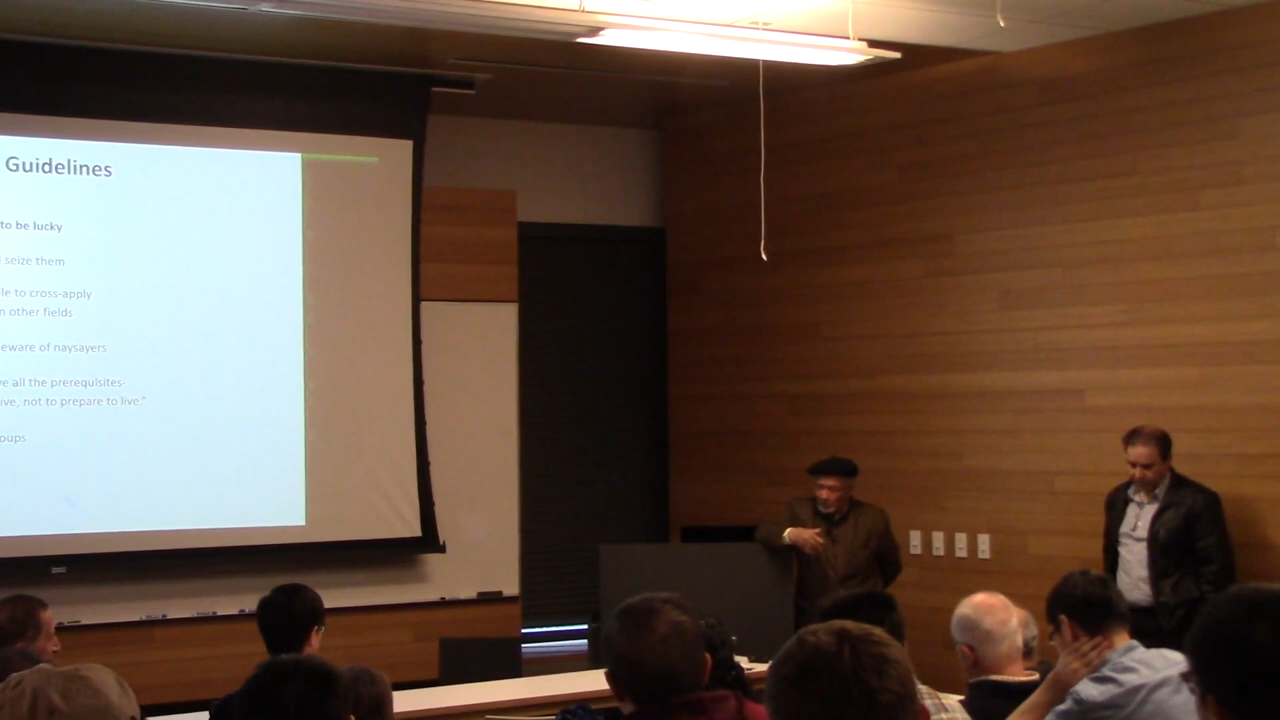 Guidelines
to be lucky
seize them
le to cross-apply
n other fields
eware of naysayers
ve all the prerequisites-
ive, not to prepare to live."
oups